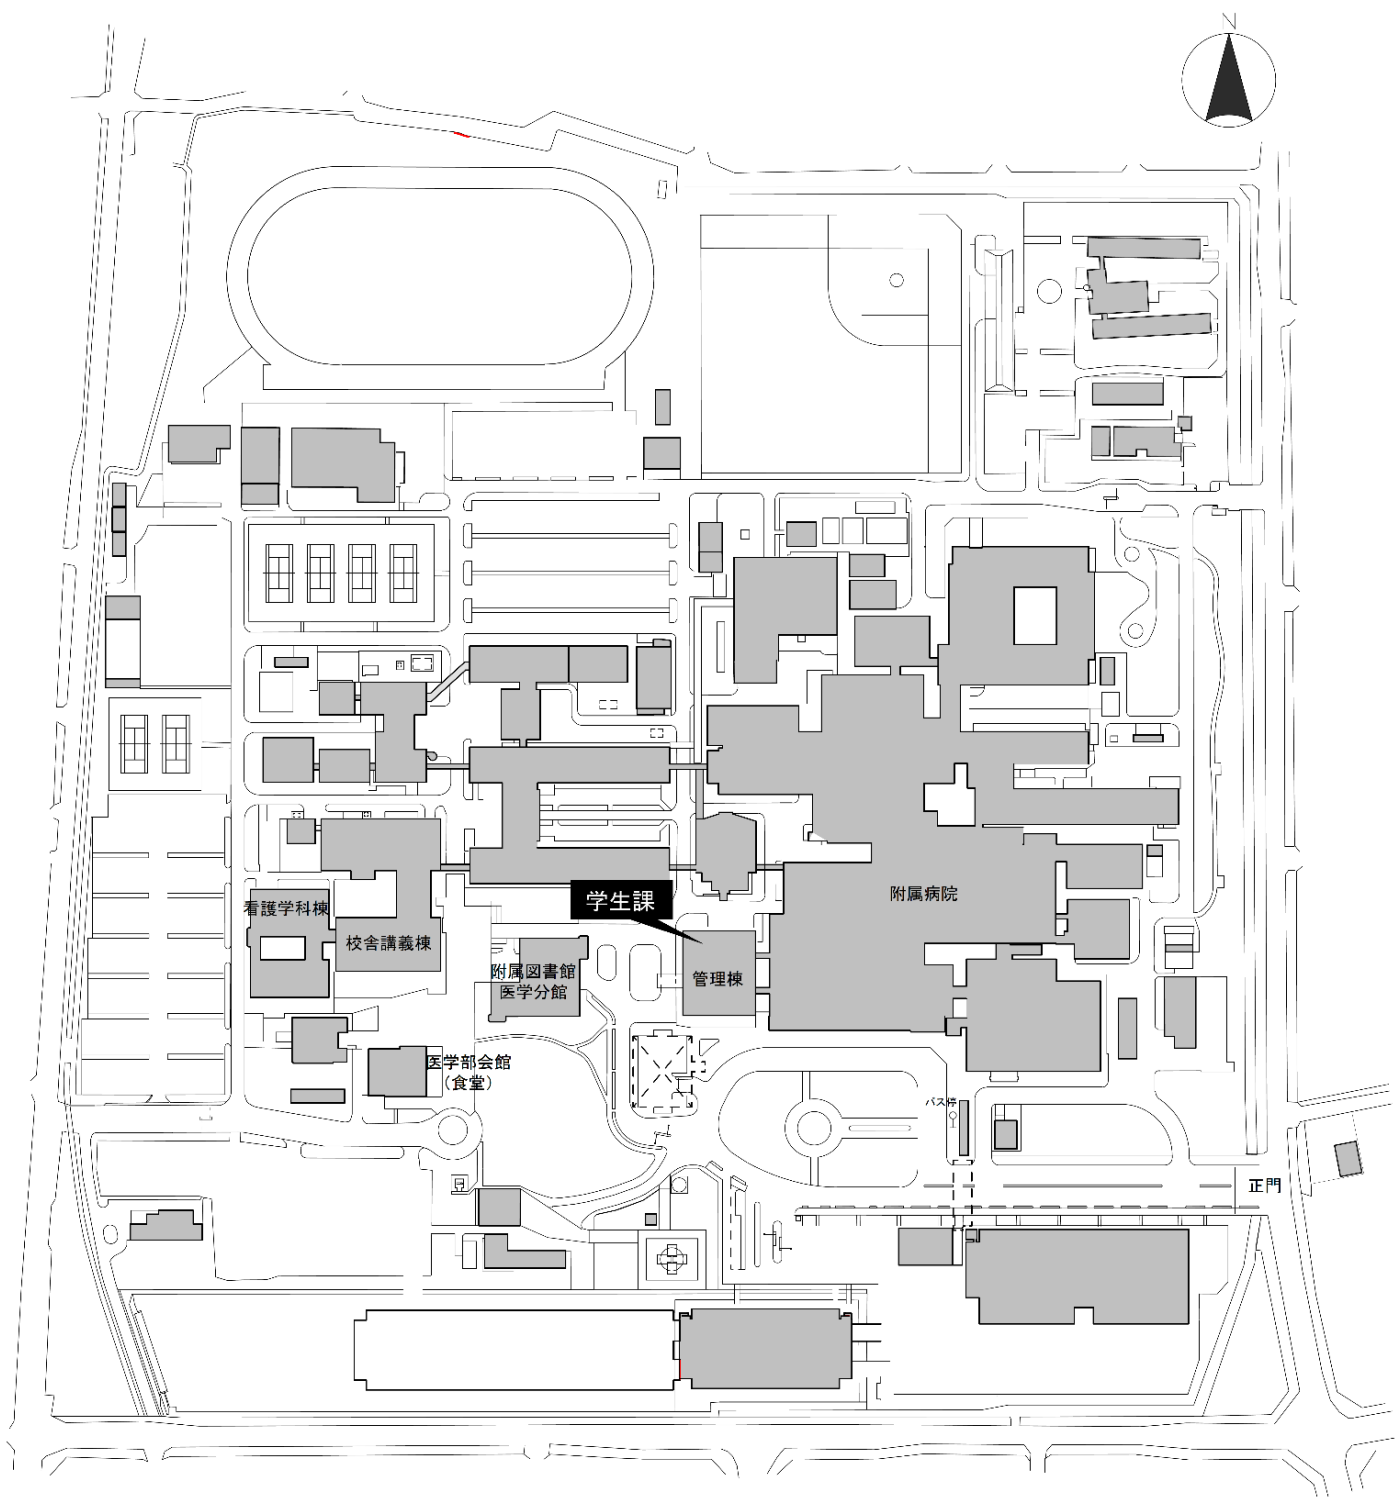 N
学生課
附属病院
看護学科棟
校舎講義棟
附属図書館
医学分館
管理棟
医学部会館
(食堂)
バス停
正門